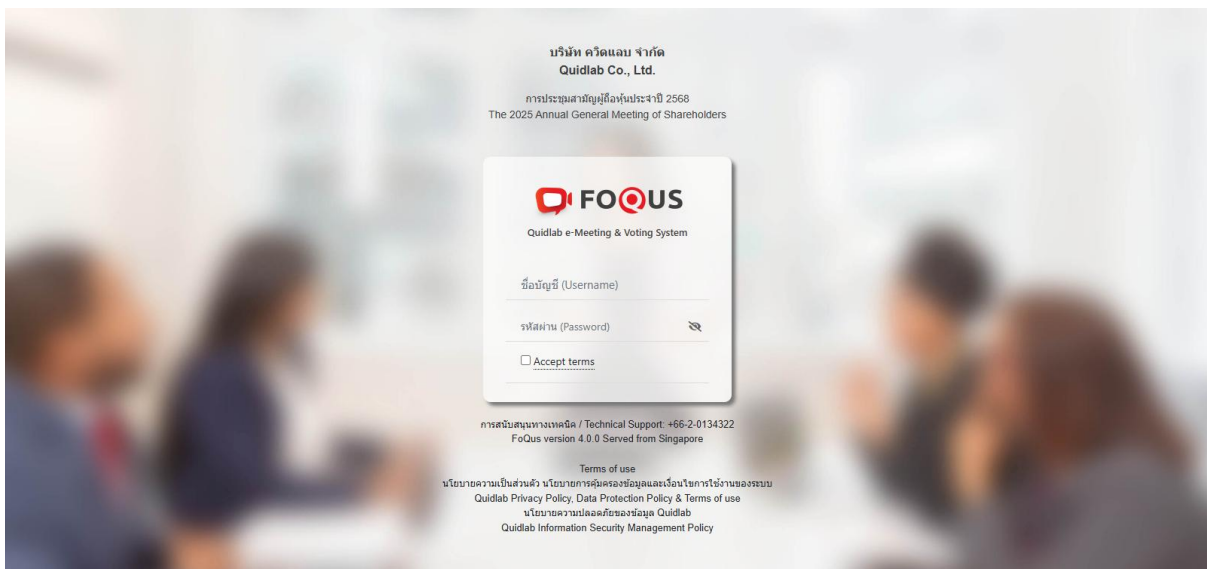 บริษัท ควิดแลบ จำกัด
Quidlab Co., Ltd.
การประชุมสามัญผู้ถือหุ้นประจำปี 2568
The 2025 Annual General Meeting of Shareholders
FOQUS
Quidlab e-Meeting & Voting System
ชื่อบัญชี (Username)
รหัสผ่าน (Password)
Accept terms
การสนับสนุนทางเทคนิค / Technical Support: +66-2-0134322
FoQus version 4.0.0 Served from Singapore
Terms of use
นโยบายความเป็นส่วนตัว นโยบายการคุ้มครองข้อมูลและเงื่อนไขการใช้งานของระบบ
Quidlab Privacy Policy, Data Protection Policy & Terms of use
นโยบายความปลอดภัยของข้อมูล Quidlab
Quidlab Information Security Management Policy